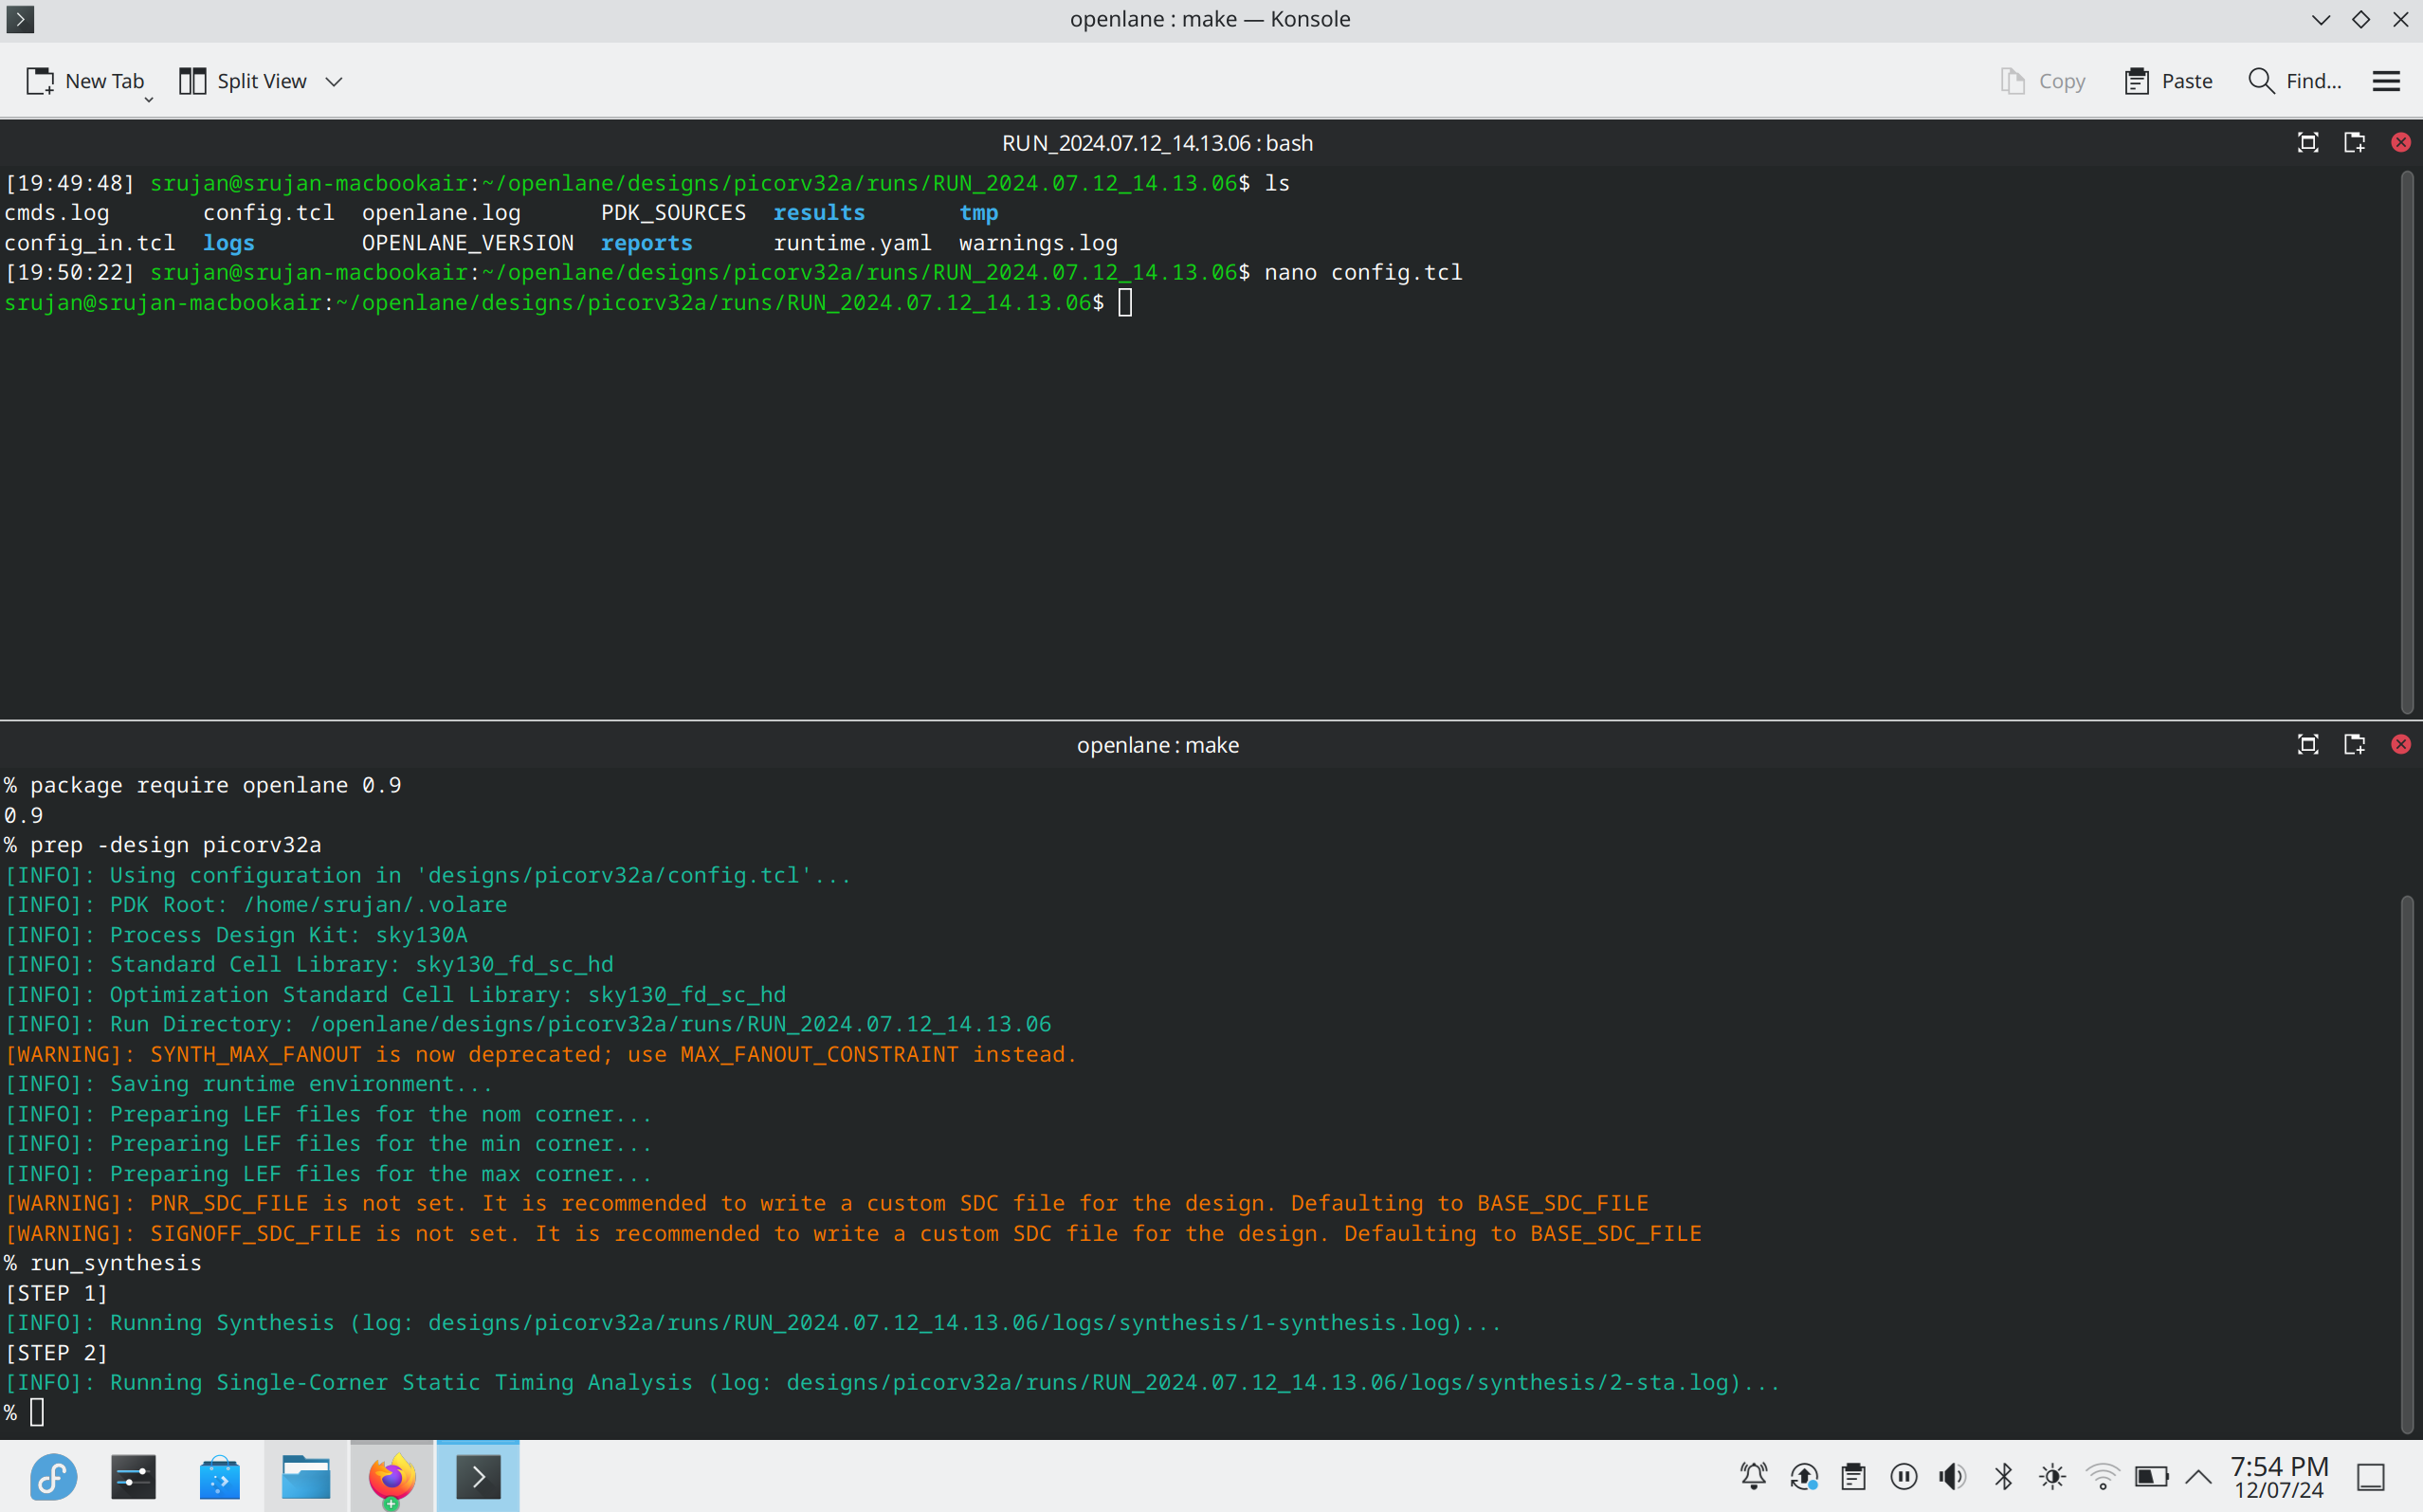 openlane : make — Konsole
New Tab
Split View
Copy
Paste
Find...
RUN_2024.07.12_14.13.06 : bash
[19:49:48] srujan@srujan-macbookair:~/openlane/designs/picorv32a/runs/RUN_2024.07.12_14.13.06$ ls
cmds.log       config.tcl  openlane.log      PDK_SOURCES  results       tmp
config_in.tcl  logs        OPENLANE_VERSION  reports      runtime.yaml  warnings.log
[19:50:22] srujan@srujan-macbookair:~/openlane/designs/picorv32a/runs/RUN_2024.07.12_14.13.06$ nano config.tcl
srujan@srujan-macbookair:~/openlane/designs/picorv32a/runs/RUN_2024.07.12_14.13.06$
openlane : make
% package require openlane 0.9
0.9
% prep -design picorv32a
[INFO]: Using configuration in 'designs/picorv32a/config.tcl'...
[INFO]: PDK Root: /home/srujan/.volare
[INFO]: Process Design Kit: sky130A
[INFO]: Standard Cell Library: sky130_fd_sc_hd
[INFO]: Optimization Standard Cell Library: sky130_fd_sc_hd
[INFO]: Run Directory: /openlane/designs/picorv32a/runs/RUN_2024.07.12_14.13.06
[WARNING]: SYNTH_MAX_FANOUT is now deprecated; use MAX_FANOUT_CONSTRAINT instead.
[INFO]: Saving runtime environment...
[INFO]: Preparing LEF files for the nom corner...
[INFO]: Preparing LEF files for the min corner...
[INFO]: Preparing LEF files for the max corner...
[WARNING]: PNR_SDC_FILE is not set. It is recommended to write a custom SDC file for the design. Defaulting to BASE_SDC_FILE
[WARNING]: SIGNOFF_SDC_FILE is not set. It is recommended to write a custom SDC file for the design. Defaulting to BASE_SDC_FILE
% run_synthesis
[STEP 1]
[INFO]: Running Synthesis (log: designs/picorv32a/runs/RUN_2024.07.12_14.13.06/logs/synthesis/1-synthesis.log)...
[STEP 2]
[INFO]: Running Single-Corner Static Timing Analysis (log: designs/picorv32a/runs/RUN_2024.07.12_14.13.06/logs/synthesis/2-sta.log)...
%
7:54 PM
12/07/24